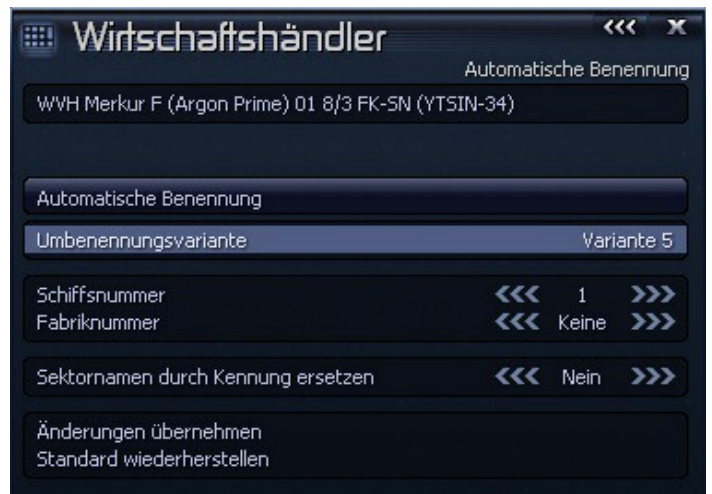 Wirtschaftshändler
Automatische Benennung
WVH Merkur F (Argon Prime) 01 8/3 FK-SN (YTSIN-34)
Automatische Benennung
Umbenennungsvariante Variante 5
Schiffsnummer <<< 1 >>>
Fabriknummer <<< Keine >>>
Sektornamen durch Kennung ersetzen <<< Nein >>>
Änderungen übernehmen
Standard wiederherstellen